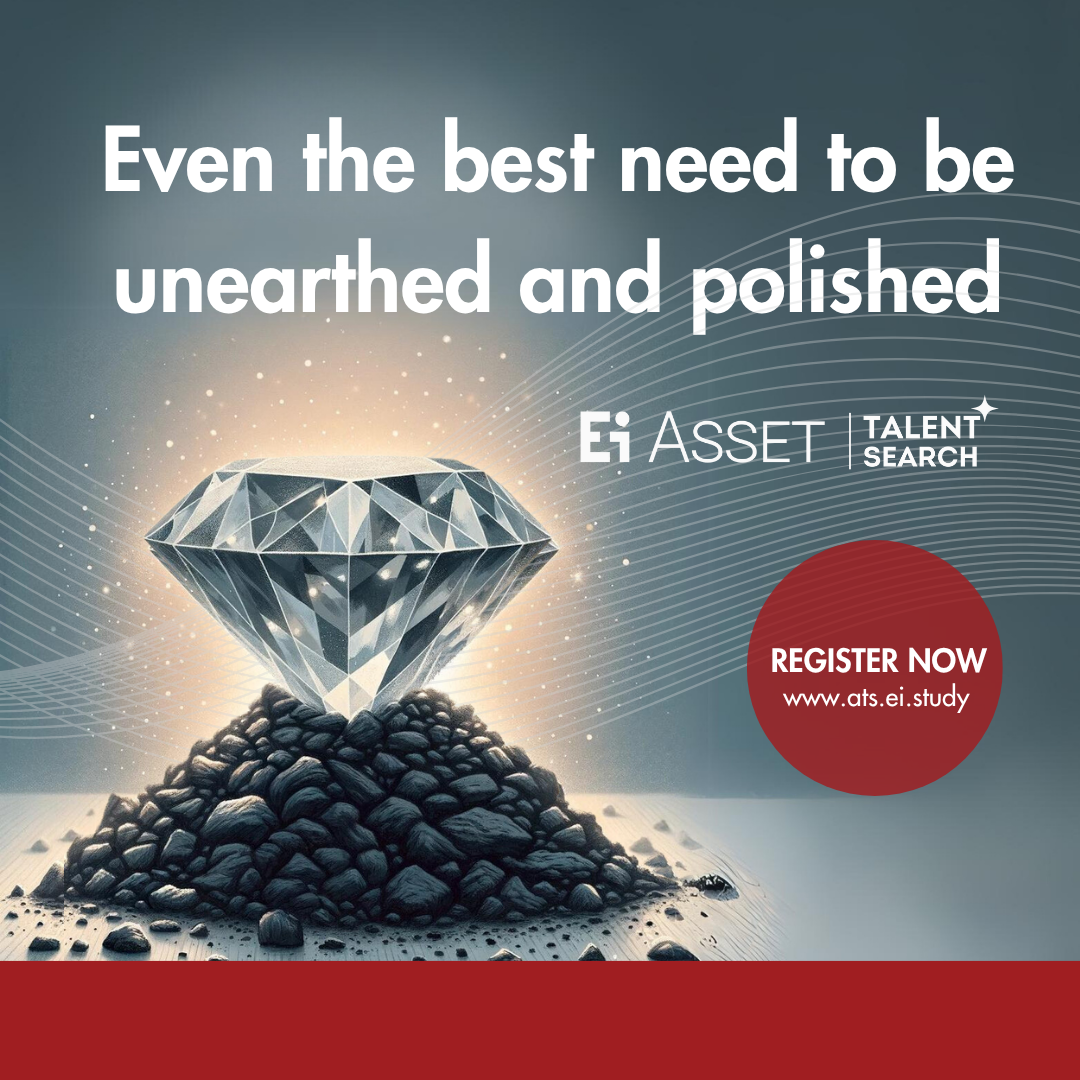 Even the best need to be
unearthed and polished
Ei ASSET
TALENT
SEARCH
REGISTER NOW
www.ats.ei.study